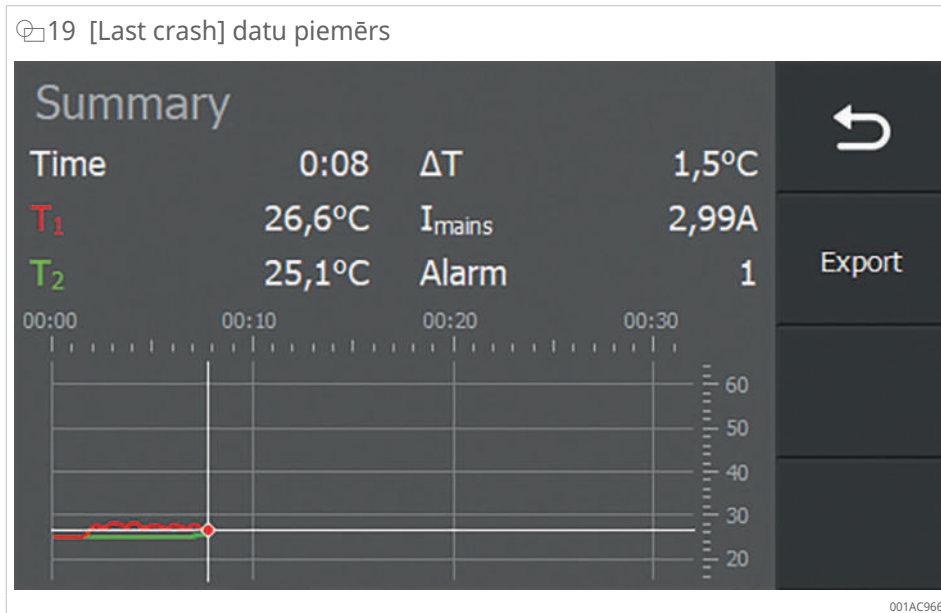 19 [Last crash] datu piemērs
Summary
Time 0:08 ΔT 1,5°C
T1 26,6°C Imains 2,99A
T2 25,1°C Alarm 1
Export
00:00 00:10 00:20 00:30
60
50
40
30
20
001AC966